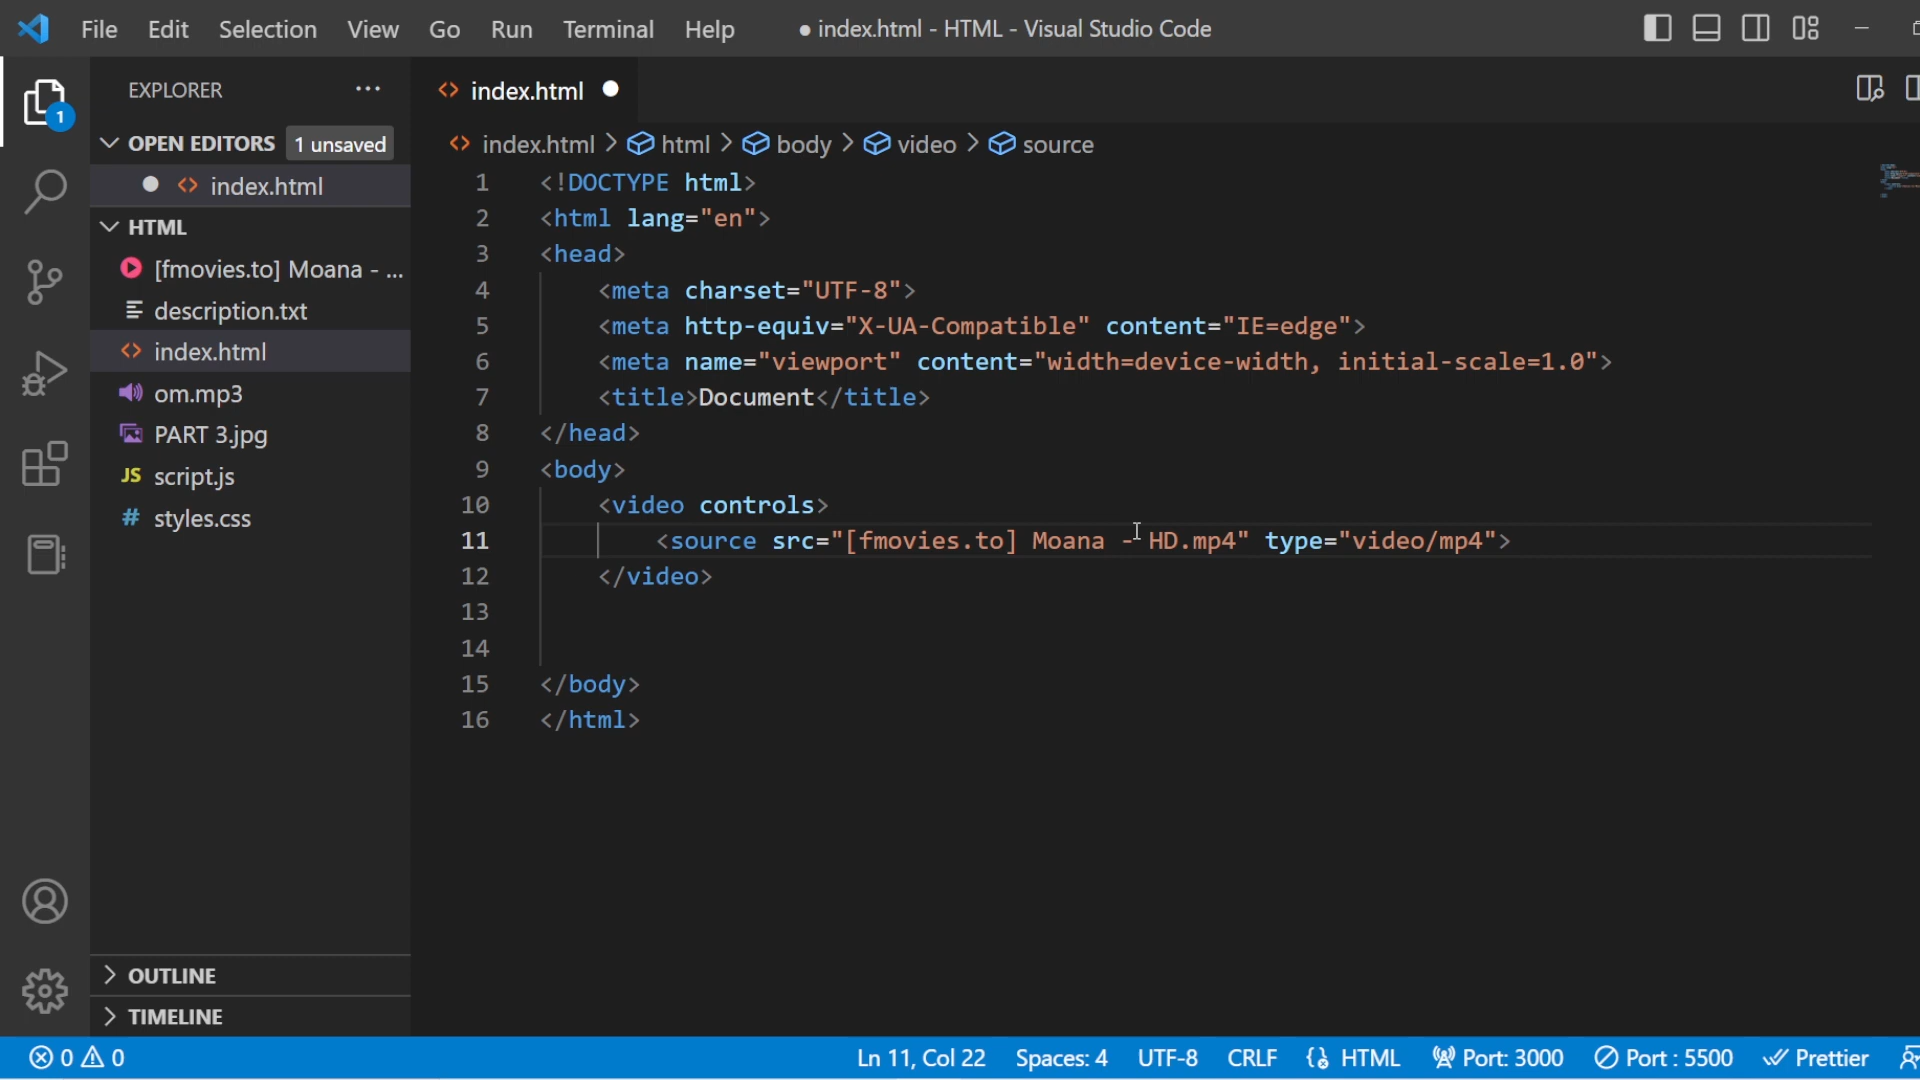 File Edit Selection View Go Run Terminal Help ● index.html - HTML - Visual Studio Code
EXPLORER ···
index.html
OPEN EDITORS 1 unsaved
index.html > html > body > video > source
index.html
HTML
[fmovies.to] Moana - ...
description.txt
index.html
om.mp3
PART 3.jpg
JS script.js
# styles.css
OUTLINE
TIMELINE
1 <!DOCTYPE html>
2 <html lang="en">
3 <head>
4 <meta charset="UTF-8">
5 <meta http-equiv="X-UA-Compatible" content="IE=edge">
6 <meta name="viewport" content="width=device-width, initial-scale=1.0">
7 <title>Document</title>
8 </head>
9 <body>
10 <video controls>
11 <source src="[fmovies.to] Moana - HD.mp4" type="video/mp4">
12 </video>
13
14
15 </body>
16 </html>
1
0 0 Ln 11, Col 22 Spaces: 4 UTF-8 CRLF HTML Port: 3000 Port : 5500 Prettier